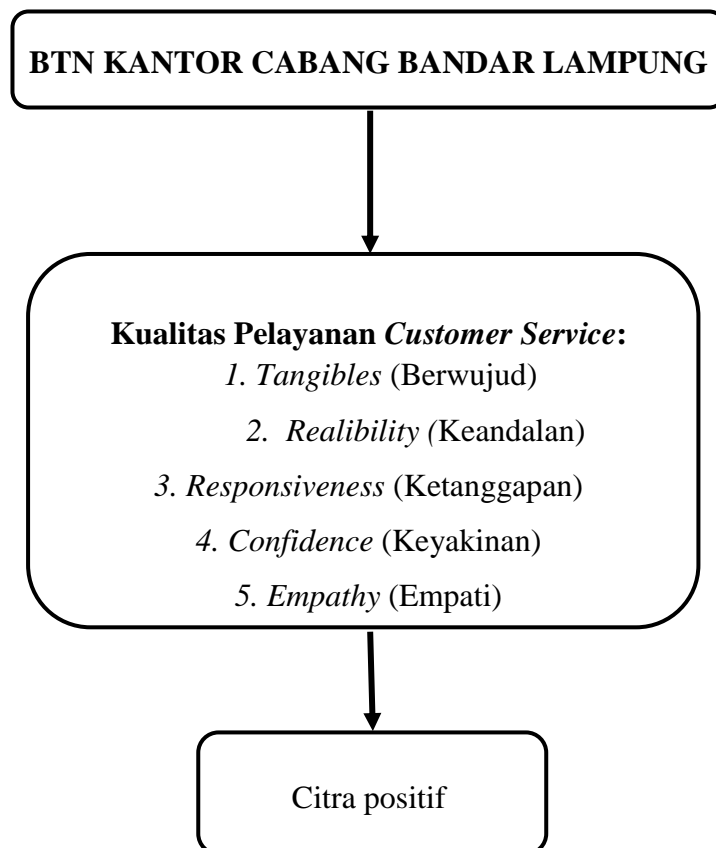 BTN KANTOR CABANG BANDAR LAMPUNG
Kualitas Pelayanan Customer Service:
1. Tangibles (Berwujud)
2. Realibility (Keandalan)
3. Responsiveness (Ketanggapan)
4. Confidence (Keyakinan)
5. Empathy (Empati)
Citra positif